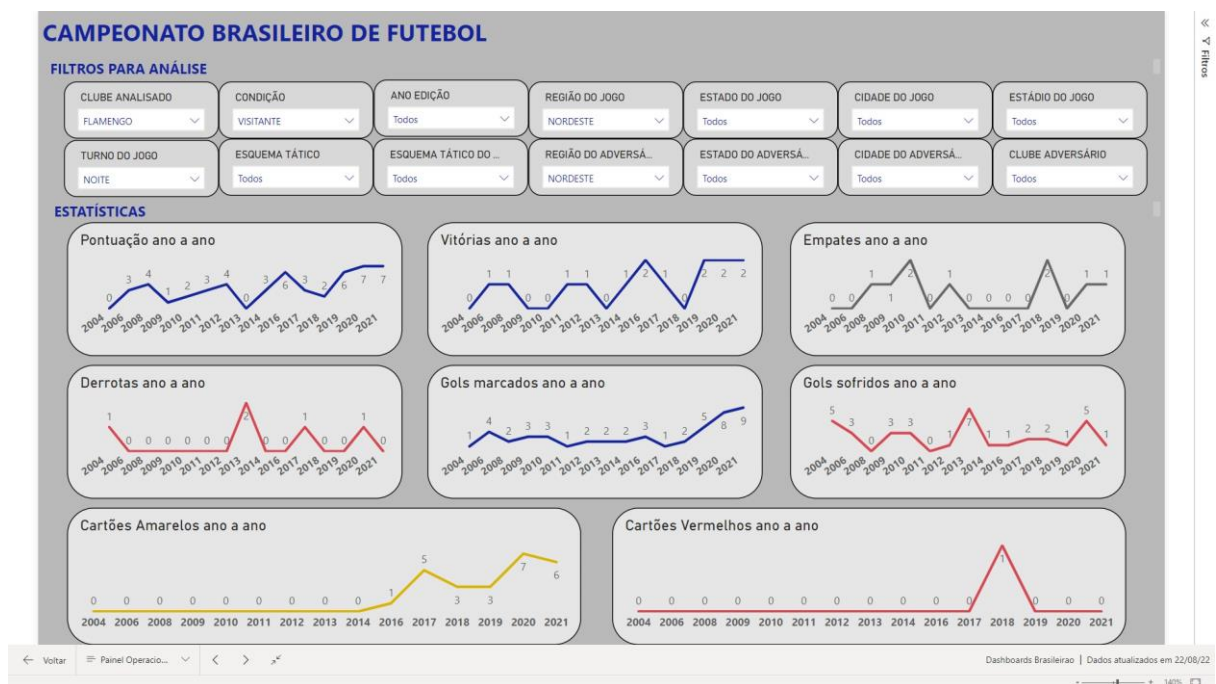 CAMPEONATO BRASILEIRO DE FUTEBOL
FILTROS PARA ANÁLISE
CLUBE ANALISADO
FLAMENGO
CONDIÇÃO
VISITANTE
ANO EDIÇÃO
Todos
REGIÃO DO JOGO
NORDESTE
ESTADO DO JOGO
Todos
CIDADE DO JOGO
Todos
ESTÁDIO DO JOGO
Todos
TURNO DO JOGO
NOITE
ESQUEMA TÁTICO
Todos
ESQUEMA TÁTICO DO ...
Todos
REGIÃO DO ADVERSÁ...
NORDESTE
ESTADO DO ADVERSÁ...
Todos
CIDADE DO ADVERSÁ...
Todos
CLUBE ADVERSÁRIO
Todos
ESTATÍSTICAS
Pontuação ano a ano
0 3 4 1 2 3 4 0 3 6 3 2 6 7 7
2004 2006 2008 2009 2010 2011 2012 2013 2014 2016 2017 2018 2019 2020 2021
Vitórias ano a ano
0 1 1 0 0 1 1 0 1 2 1 0 2 2 2
2004 2006 2008 2009 2010 2011 2012 2013 2014 2016 2017 2018 2019 2020 2021
Empates ano a ano
0 0 1 1 2 0 1 0 0 0 0 2 0 1 1
2004 2006 2008 2009 2010 2011 2012 2013 2014 2016 2017 2018 2019 2020 2021
Derrotas ano a ano
1 0 0 0 0 0 0 2 0 0 1 0 0 1 0
2004 2006 2008 2009 2010 2011 2012 2013 2014 2016 2017 2018 2019 2020 2021
Gols marcados ano a ano
1 4 2 3 3 1 2 2 2 3 1 2 5 8 9
2004 2006 2008 2009 2010 2011 2012 2013 2014 2016 2017 2018 2019 2020 2021
Gols sofridos ano a ano
5 3 0 3 3 0 1 7 1 1 2 2 1 5 1
2004 2006 2008 2009 2010 2011 2012 2013 2014 2016 2017 2018 2019 2020 2021
Cartões Amarelos ano a ano
0 0 0 0 0 0 0 0 0 1 5 3 3 7 6
2004 2006 2008 2009 2010 2011 2012 2013 2014 2016 2017 2018 2019 2020 2021
Cartões Vermelhos ano a ano
0 0 0 0 0 0 0 0 0 0 0 1 0 0 0
2004 2006 2008 2009 2010 2011 2012 2013 2014 2016 2017 2018 2019 2020 2021
Filtros
Voltar
Painel Operacio...
Dashboards Brasileirao | Dados atualizados em 22/08/22
140%